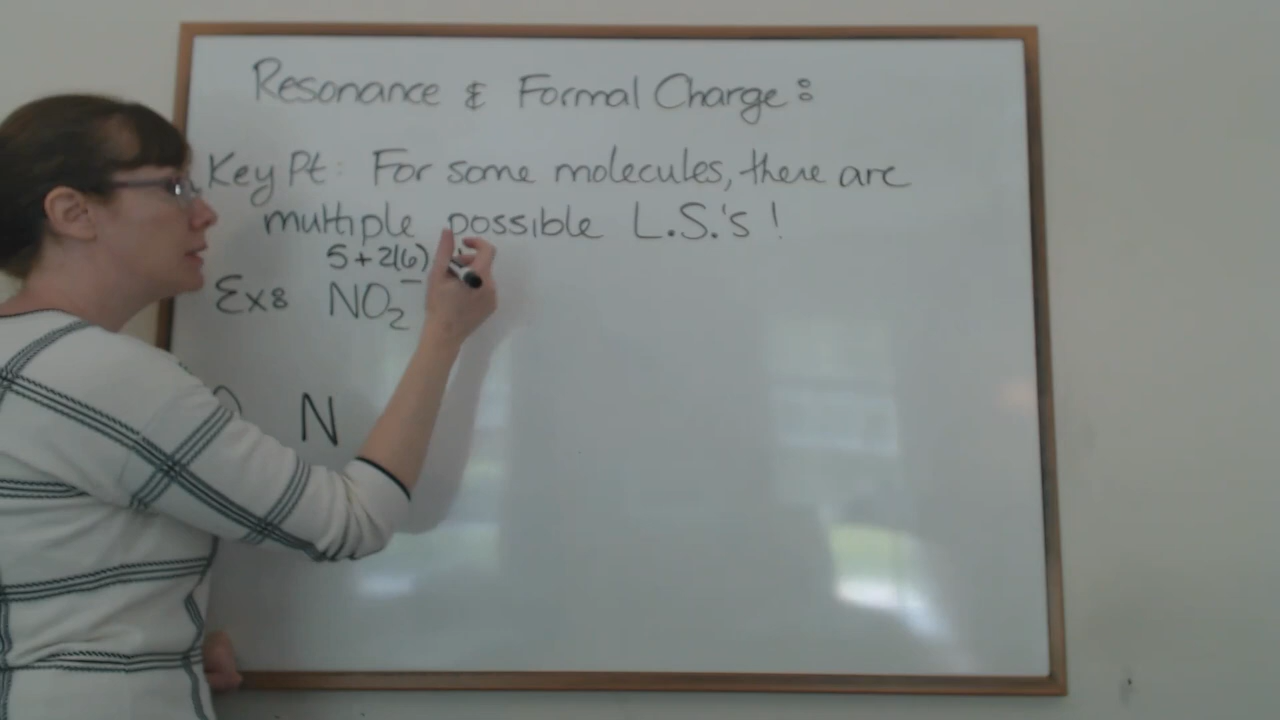 Resonance & Formal Charge:
Key Pt: For some molecules, there are
multiple possible L.S.'s !
5+2(6)
Ex: NO₂⁻
N